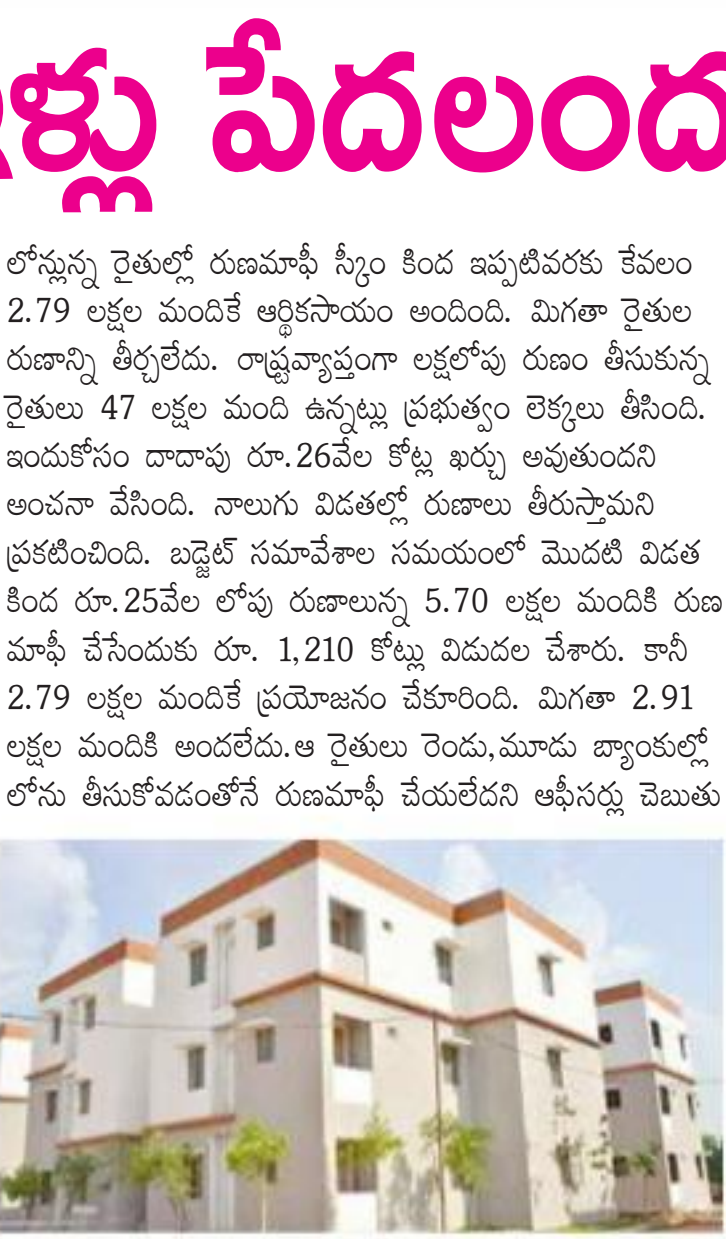 ళ్లు పేదలంద
లోన్లున్న రైతుల్లో రుణమాఫీ స్కీం కింద ఇప్పటివరకు కేవలం
2.79 లక్షల మందికే ఆర్థికసాయం అందింది. మిగతా రైతుల
రుణాన్ని తీర్చలేదు. రాష్ట్రవ్యాప్తంగా లక్షలోపు రుణం తీసుకున్న
రైతులు 47 లక్షల మంది ఉన్నట్లు ప్రభుత్వం లెక్కలు తీసింది.
ఇందుకోసం దాదాపు రూ.26వేల కోట్ల ఖర్చు అవుతుందని
అంచనా వేసింది. నాలుగు విడతల్లో రుణాలు తీరుస్తామని
ప్రకటించింది. బడ్జెట్ సమావేశాల సమయంలో మొదటి విడత
కింద రూ.25వేల లోపు రుణాలున్న 5.70 లక్షల మందికి రుణ
మాఫీ చేసేందుకు రూ. 1,210 కోట్లు విడుదల చేశారు. కానీ
2.79 లక్షల మందికే ప్రయోజనం చేకూరింది. మిగతా 2.91
లక్షల మందికి అందలేదు.ఆ రైతులు రెండు,మూడు బ్యాంకుల్లో
లోను తీసుకోవడంతోనే రుణమాఫీ చేయలేదని ఆఫీసర్లు చెబుతు